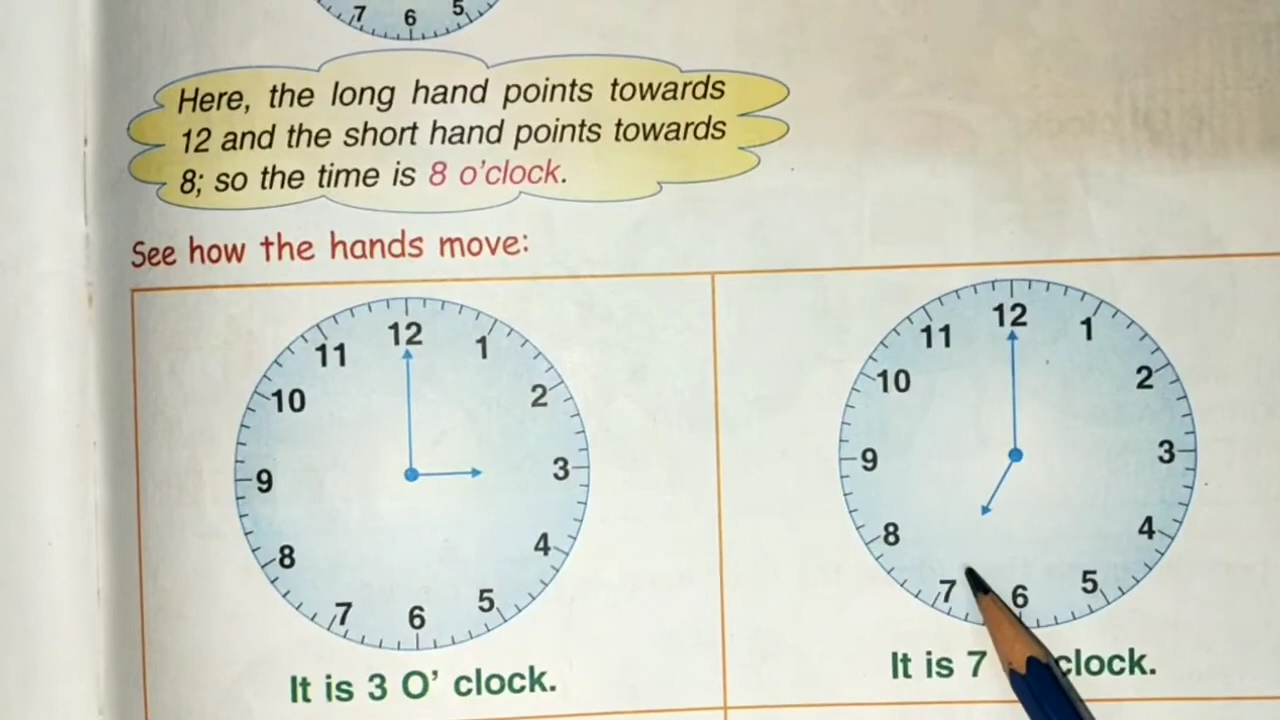 7 6 5
Here, the long hand points towards
12 and the short hand points towards
8; so the time is 8 o'clock.
See how the hands move:
12
11 1
10 2
9 3
8 4
7 6 5
It is 3 O' clock.
12
11 1
10 2
9 3
8 4
7 6 5
It is 7 clock.